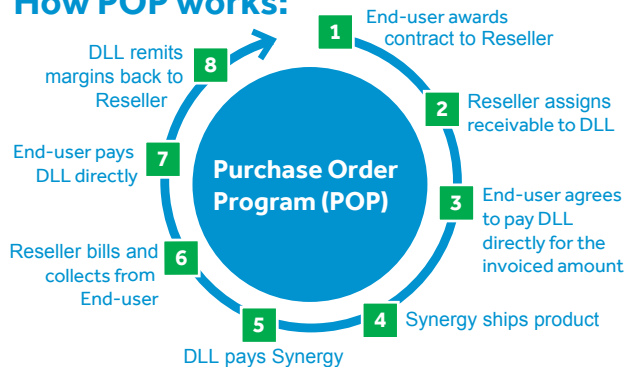 How POP works:
1
End-user awards
contract to Reseller
2
Reseller assigns
receivable to DLL
3
End-user agrees
to pay DLL
directly for the
invoiced amount
4
Synergy ships product
5
DLL pays Synergy
6
Reseller bills and
collects from
End-user
7
End-user pays
DLL directly
8
DLL remits
margins back to
Reseller
Purchase Order
Program (POP)